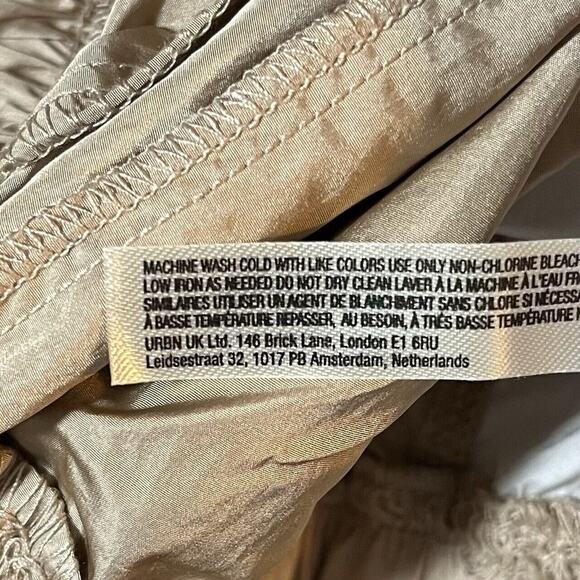 MACHINE WASH COLD WITH LIKE COLORS USE ONLY NON-CHLORINE BLEACH
LOW IRON AS NEEDED DO NOT DRY CLEAN LAVER À LA MACHINE À L'EAU
SIMILAIRES UTILISER UN AGENT DE BLANCHIMENT SANS CHLORE SI
À BASSE TEMPÉRATURE REPASSER, AU BESOIN, À TRÈS BASSE TEMPÉRATURE
URBN UK Ltd. 146 Brick Lane, London E1 6RU
Leidsestraat 32, 1017 PB Amsterdam, Netherlands